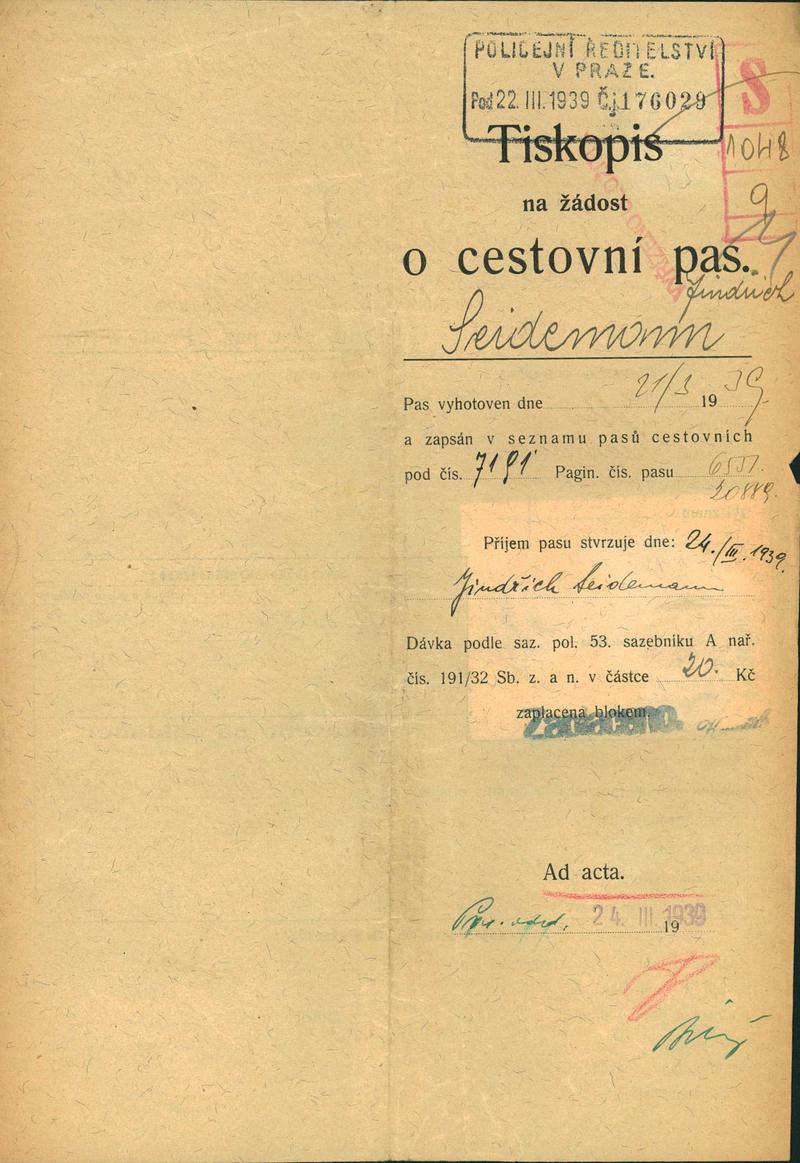 POLICEJNÍ ŘEDITELSTVÍ
V PRAZE.
Pod 22. III. 1939 Č.j. 176029
S
1048
9
Tiskopis
na žádost
o cestovní pas.
Jindřich
Seidemann
Pas vyhotoven dne 21/3 1939
a zapsán v seznamu pasů cestovních
pod čís. 7191 Pagin. čís. pasu
20889.
Příjem pasu stvrzuje dne: 24./III. 1939.
Jindřich Seidemann
Dávka podle saz. pol. 53. sazebníku A nař.
čís. 191/32 Sb. z. a n. v částce 20. Kč
zaplacena blokem.
Zaplaceno.
Ad acta.
24. III. 1939
19